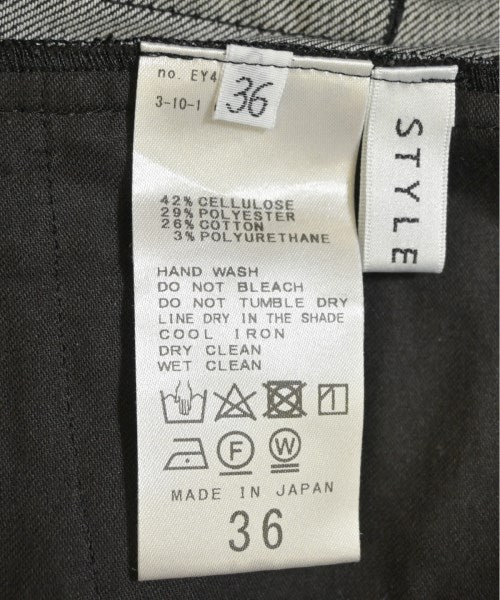 no. EY4
36
3-10-1
STYLE
42% CELLULOSE
29% POLYESTER
26% COTTON
3% POLYURETHANE
HAND WASH
DO NOT BLEACH
DO NOT TUMBLE DRY
LINE DRY IN THE SHADE
COOL IRON
DRY CLEAN
WET CLEAN
F W
MADE IN JAPAN
36